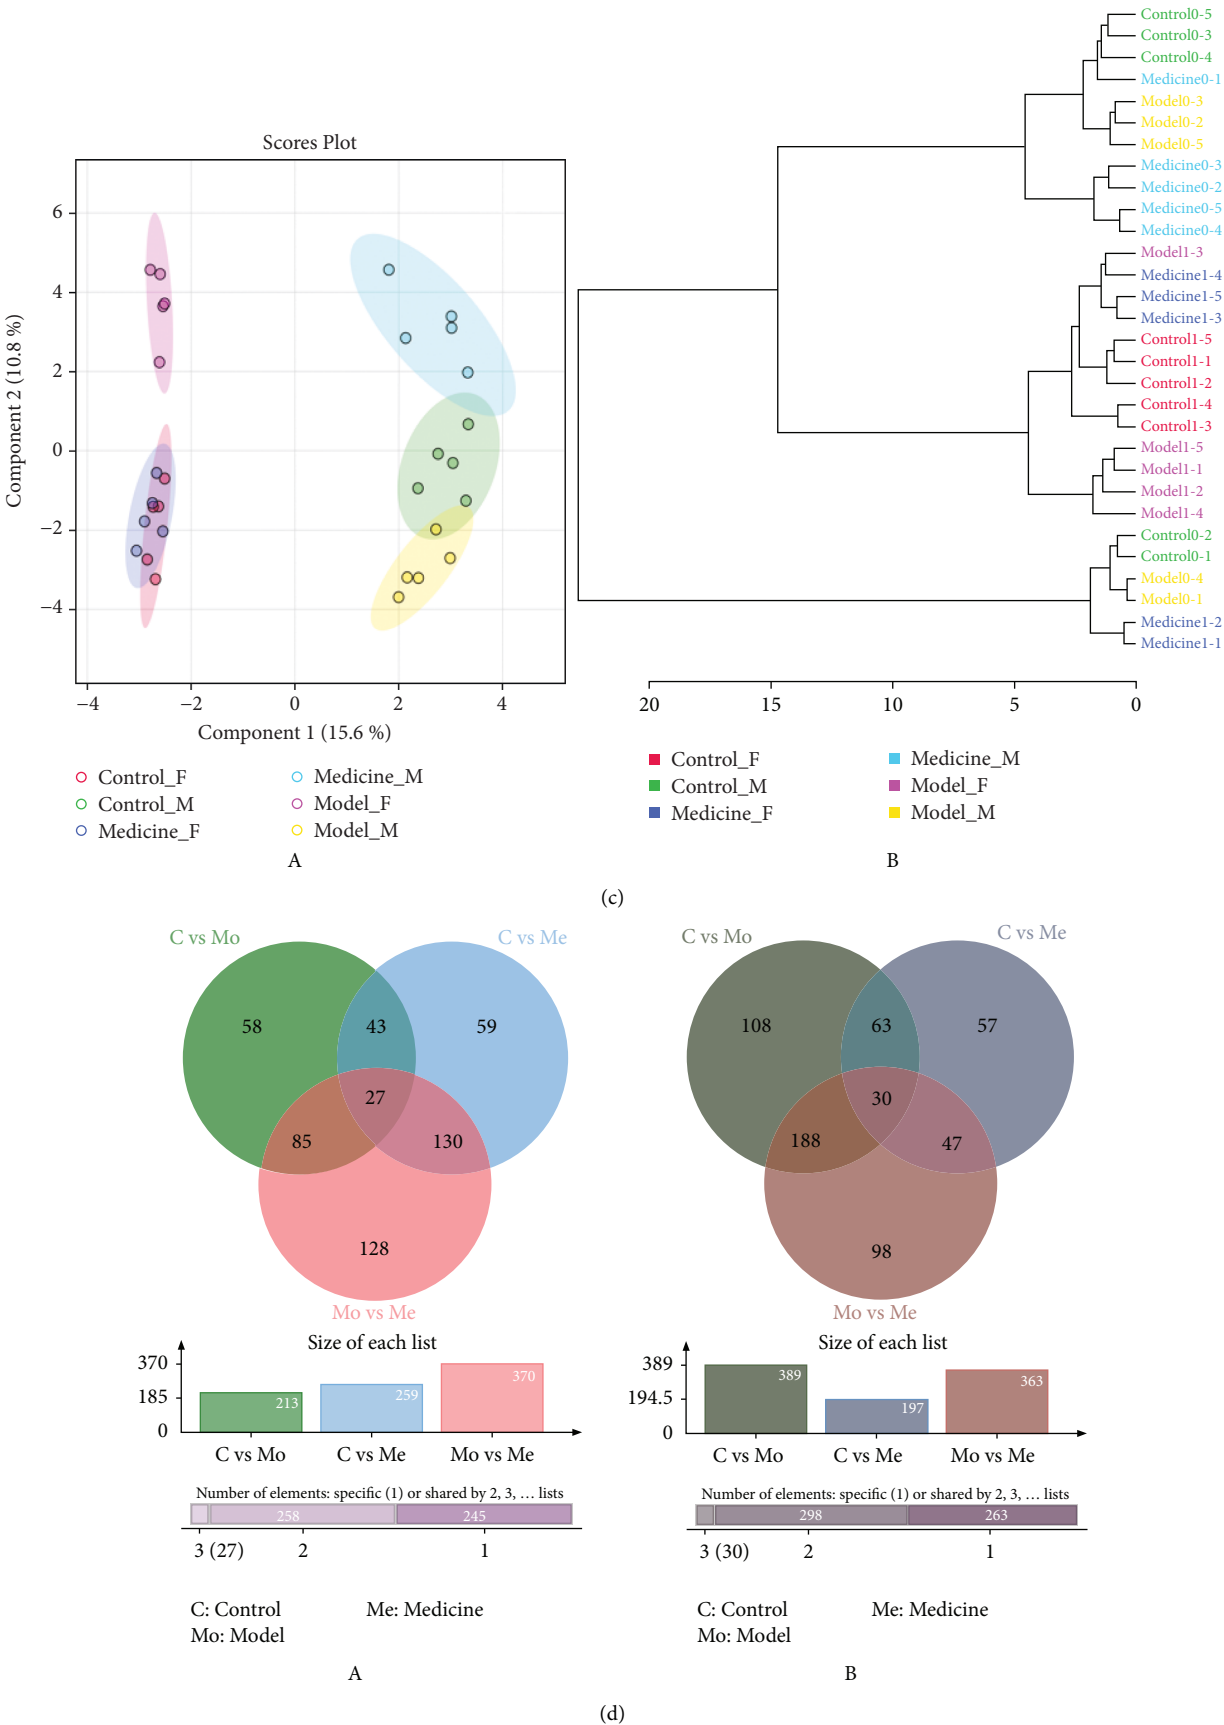 Scores Plot
6
4
2
0
−2
−4
Component 2 (10.8 %)
−4
−2
0
2
4
Component 1 (15.6 %)
Control_F
Control_M
Medicine_F
Medicine_M
Model_F
Model_M
A
Control0-5
Control0-3
Control0-4
Medicine0-1
Model0-3
Model0-2
Model0-5
Medicine0-3
Medicine0-2
Medicine0-5
Medicine0-4
Model1-3
Medicine1-4
Medicine1-5
Medicine1-3
Control1-5
Control1-1
Control1-2
Control1-4
Control1-3
Model1-5
Model1-1
Model1-2
Model1-4
Control0-2
Control0-1
Model0-4
Model0-1
Medicine1-2
Medicine1-1
20
15
10
5
0
Control_F
Control_M
Medicine_F
Medicine_M
Model_F
Model_M
B
(c)
C vs Mo
C vs Me
58
43
59
27
85
130
128
Mo vs Me
Size of each list
370
185
0
213
259
370
C vs Mo
C vs Me
Mo vs Me
Number of elements: specific (1) or shared by 2, 3, … lists
258
245
3 (27)
2
1
C: Control
Me: Medicine
Mo: Model
A
C vs Mo
C vs Me
108
63
57
30
188
47
98
Mo vs Me
Size of each list
389
194.5
0
389
197
363
C vs Mo
C vs Me
Mo vs Me
Number of elements: specific (1) or shared by 2, 3, … lists
298
263
3 (30)
2
1
C: Control
Me: Medicine
Mo: Model
B
(d)